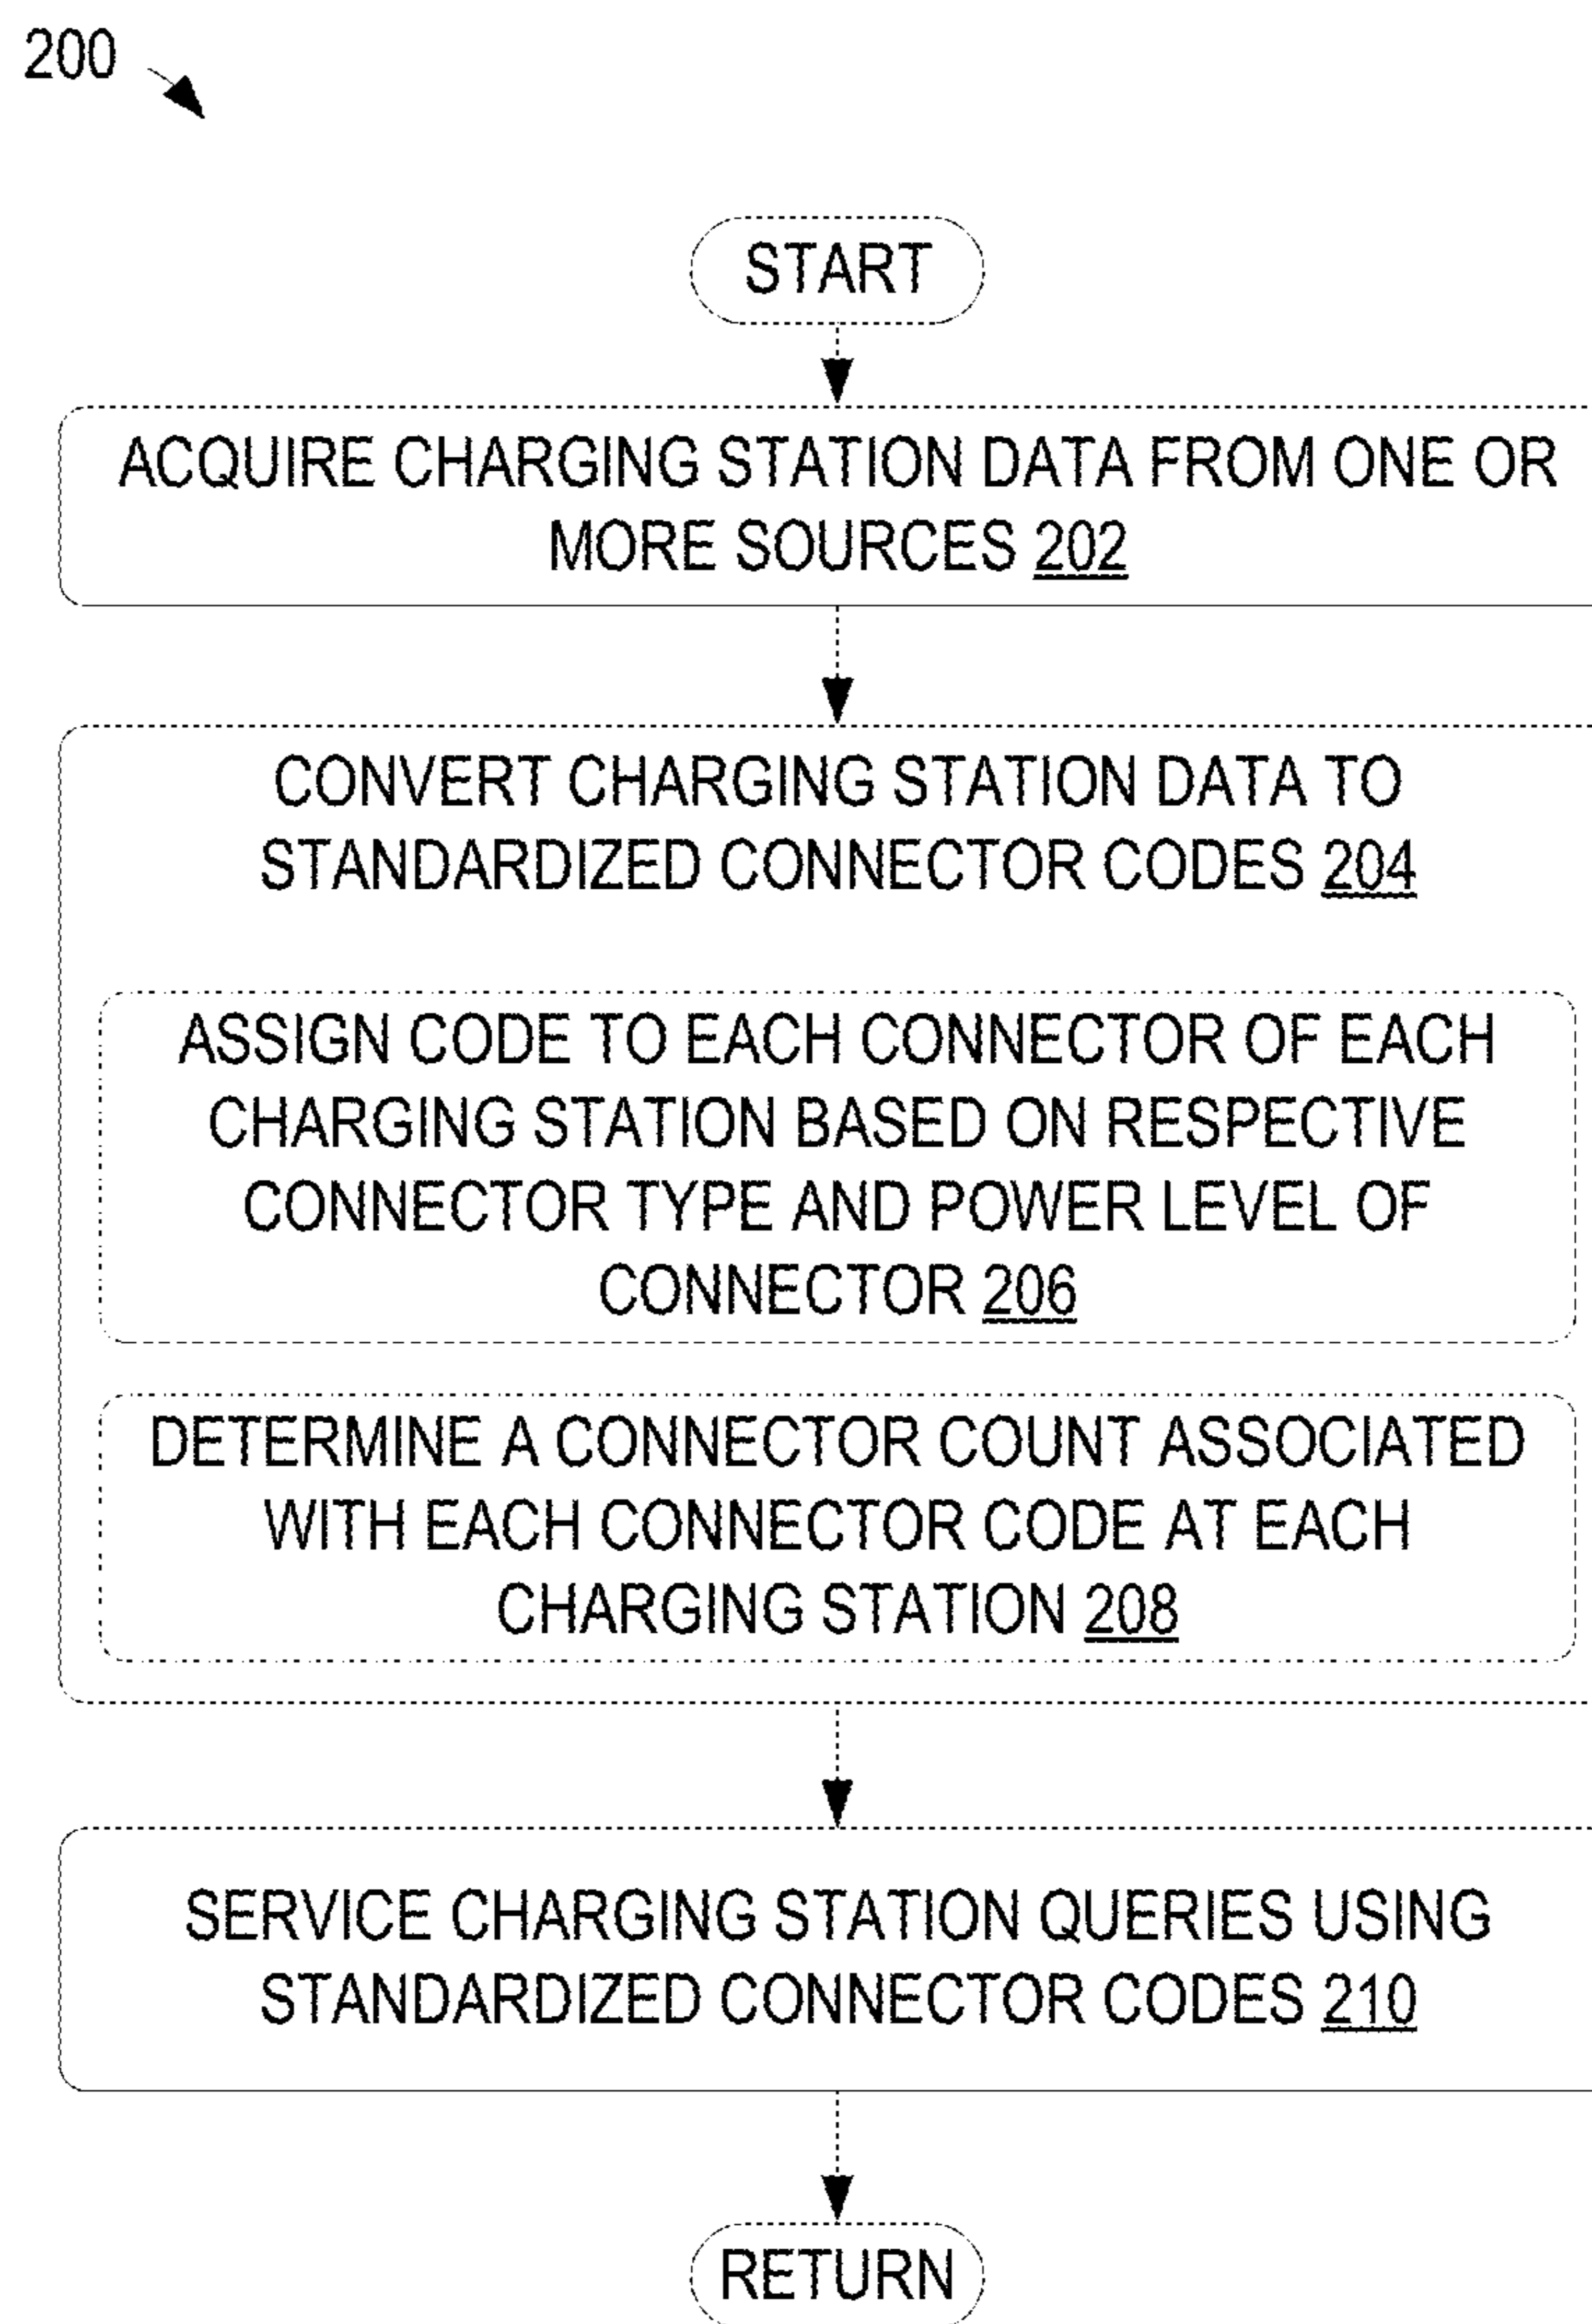 200
START
ACQUIRE CHARGING STATION DATA FROM ONE OR
MORE SOURCES 202
CONVERT CHARGING STATION DATA TO
STANDARDIZED CONNECTOR CODES 204
ASSIGN CODE TO EACH CONNECTOR OF EACH
CHARGING STATION BASED ON RESPECTIVE
CONNECTOR TYPE AND POWER LEVEL OF
CONNECTOR 206
DETERMINE A CONNECTOR COUNT ASSOCIATED
WITH EACH CONNECTOR CODE AT EACH
CHARGING STATION 208
SERVICE CHARGING STATION QUERIES USING
STANDARDIZED CONNECTOR CODES 210
RETURN